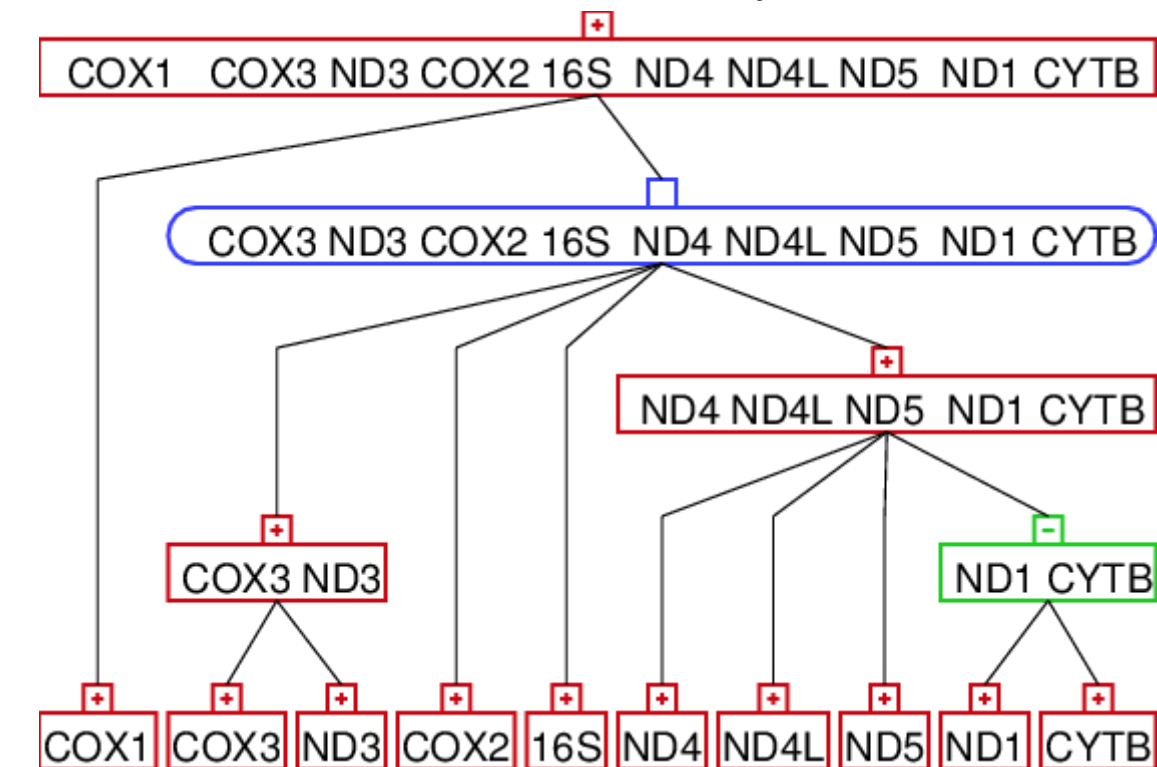 +
COX1 COX3 ND3 COX2 16S ND4 ND4L ND5 ND1 CYTB
COX3 ND3 COX2 16S ND4 ND4L ND5 ND1 CYTB
+
ND4 ND4L ND5 ND1 CYTB
+ -
COX3 ND3 ND1 CYTB
+ + + + + + + + + +
COX1 COX3 ND3 COX2 16S ND4 ND4L ND5 ND1 CYTB